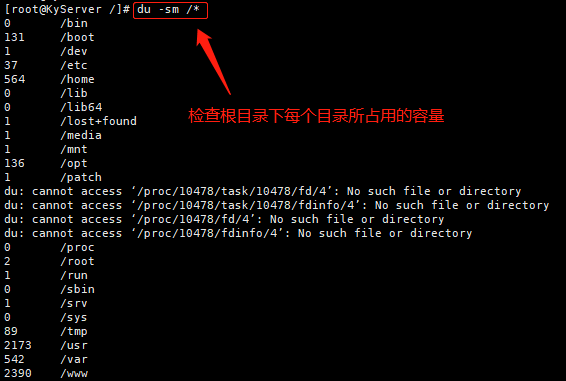 [root@KyServer /]# du -sm /*
0 /bin
131 /boot
1 /dev
37 /etc
564 /home
0 /lib
0 /lib64
1 /lost+found
1 /media
1 /mnt
136 /opt
1 /patch
检查根目录下每个目录所占用的容量
du: cannot access ‘/proc/10478/task/10478/fd/4’: No such file or directory
du: cannot access ‘/proc/10478/task/10478/fdinfo/4’: No such file or directory
du: cannot access ‘/proc/10478/fd/4’: No such file or directory
du: cannot access ‘/proc/10478/fdinfo/4’: No such file or directory
0 /proc
2 /root
1 /run
0 /sbin
1 /srv
0 /sys
89 /tmp
2173 /usr
542 /var
2390 /www